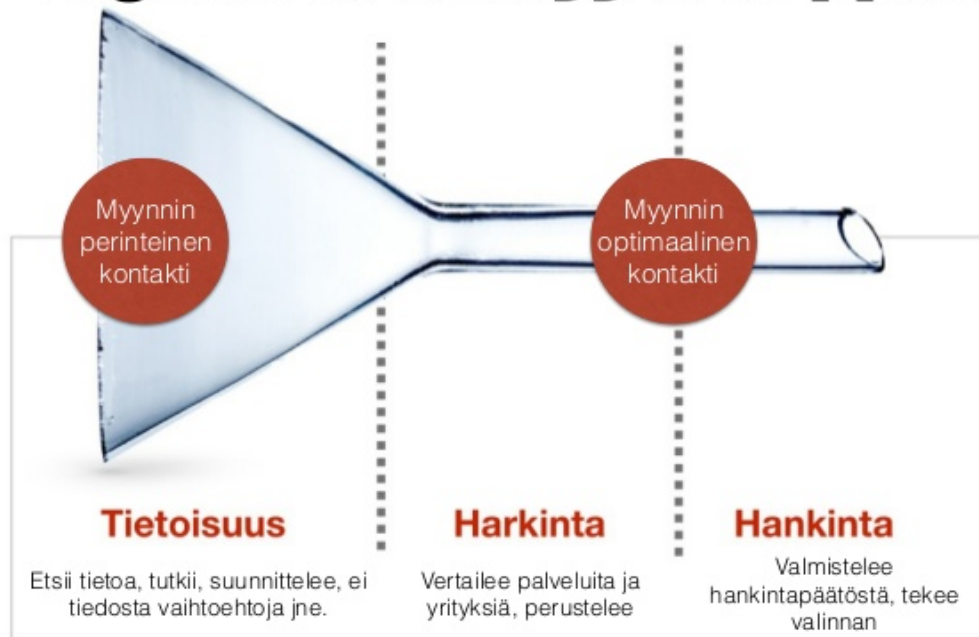 Myynnin
perinteinen
kontakti
Myynnin
optimaalinen
kontakti
Tietoisuus
Etsii tietoa, tutkii, suunnittelee, ei
tiedosta vaihtoehtoja jne.
Harkinta
Vertailee palveluita ja
yrityksiä, perustelee
Hankinta
Valmistelee
hankintapäätöstä, tekee
valinnan